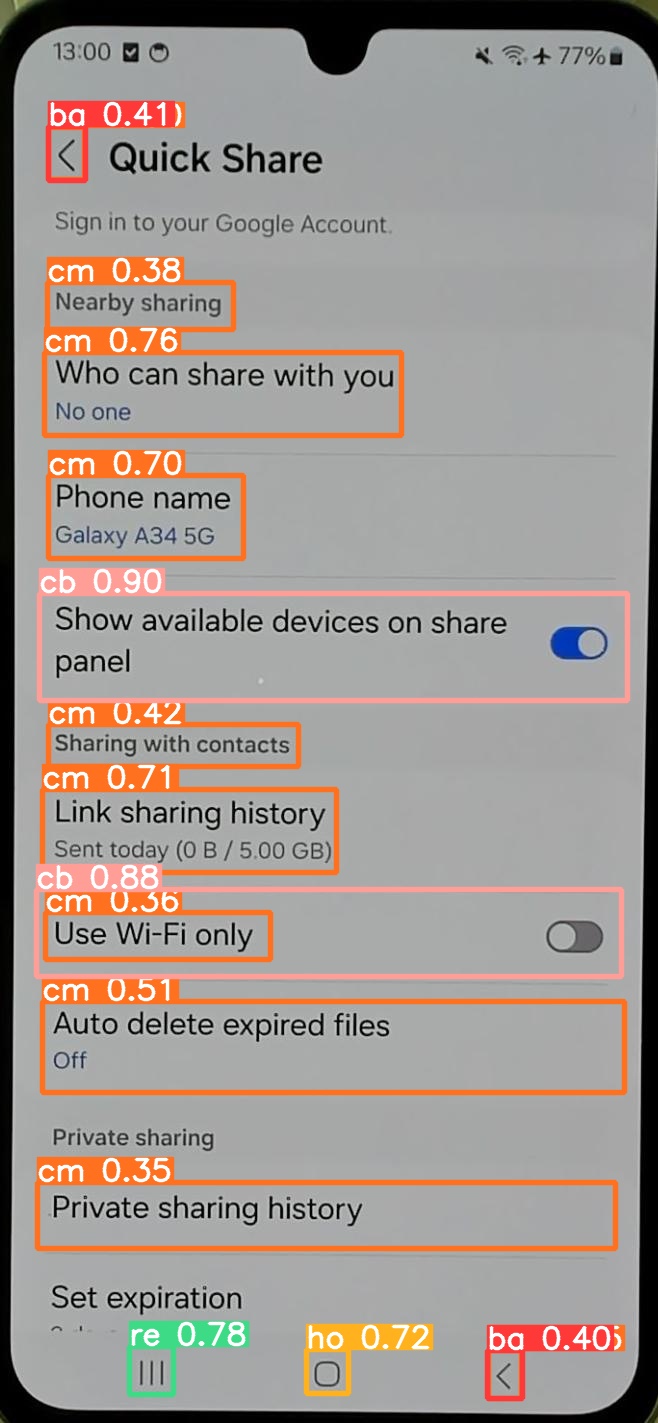 13:00 77%
ba 0.41
Quick Share
Sign in to your Google Account.
cm 0.38
Nearby sharing
cm 0.76
Who can share with you
No one
cm 0.70
Phone name
Galaxy A34 5G
cb 0.90
Show available devices on share
panel
cm 0.42
Sharing with contacts
cm 0.71
Link sharing history
Sent today (0 B / 5.00 GB)
cb 0.88
cm 0.36
Use Wi-Fi only
cm 0.51
Auto delete expired files
Off
Private sharing
cm 0.35
Private sharing history
Set expiration
re 0.78 ho 0.72 ba 0.40